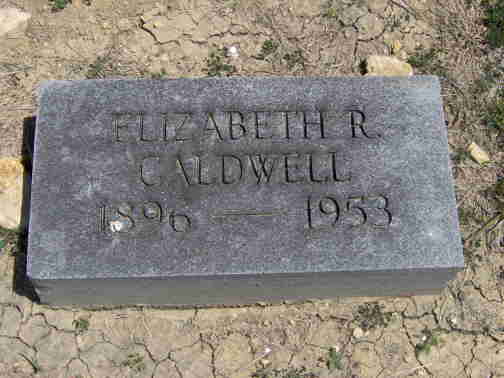 ELIZABETH R.
CALDWELL
1896 — 1953